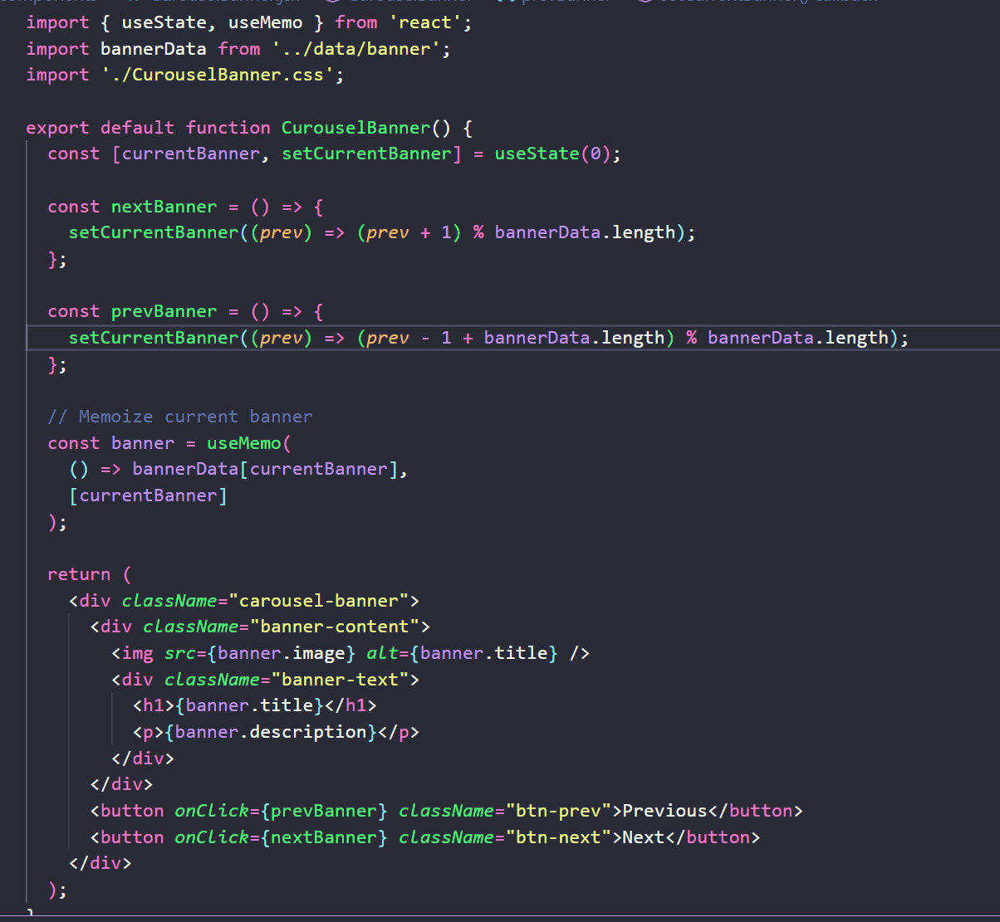 import { useState, useMemo } from 'react';
import bannerData from '../data/banner';
import './CurouselBanner.css';

export default function CurouselBanner() {
  const [currentBanner, setCurrentBanner] = useState(0);

  const nextBanner = () => {
    setCurrentBanner((prev) => (prev + 1) % bannerData.length);
  };

  const prevBanner = () => {
    setCurrentBanner((prev) => (prev - 1 + bannerData.length) % bannerData.length);
  };

  // Memoize current banner
  const banner = useMemo(
    () => bannerData[currentBanner],
    [currentBanner]
  );

  return (
    <div className="carousel-banner">
      <div className="banner-content">
        <img src={banner.image} alt={banner.title} />
        <div className="banner-text">
          <h1>{banner.title}</h1>
          <p>{banner.description}</p>
        </div>
      </div>
      <button onClick={prevBanner} className="btn-prev">Previous</button>
      <button onClick={nextBanner} className="btn-next">Next</button>
    </div>
  );
}